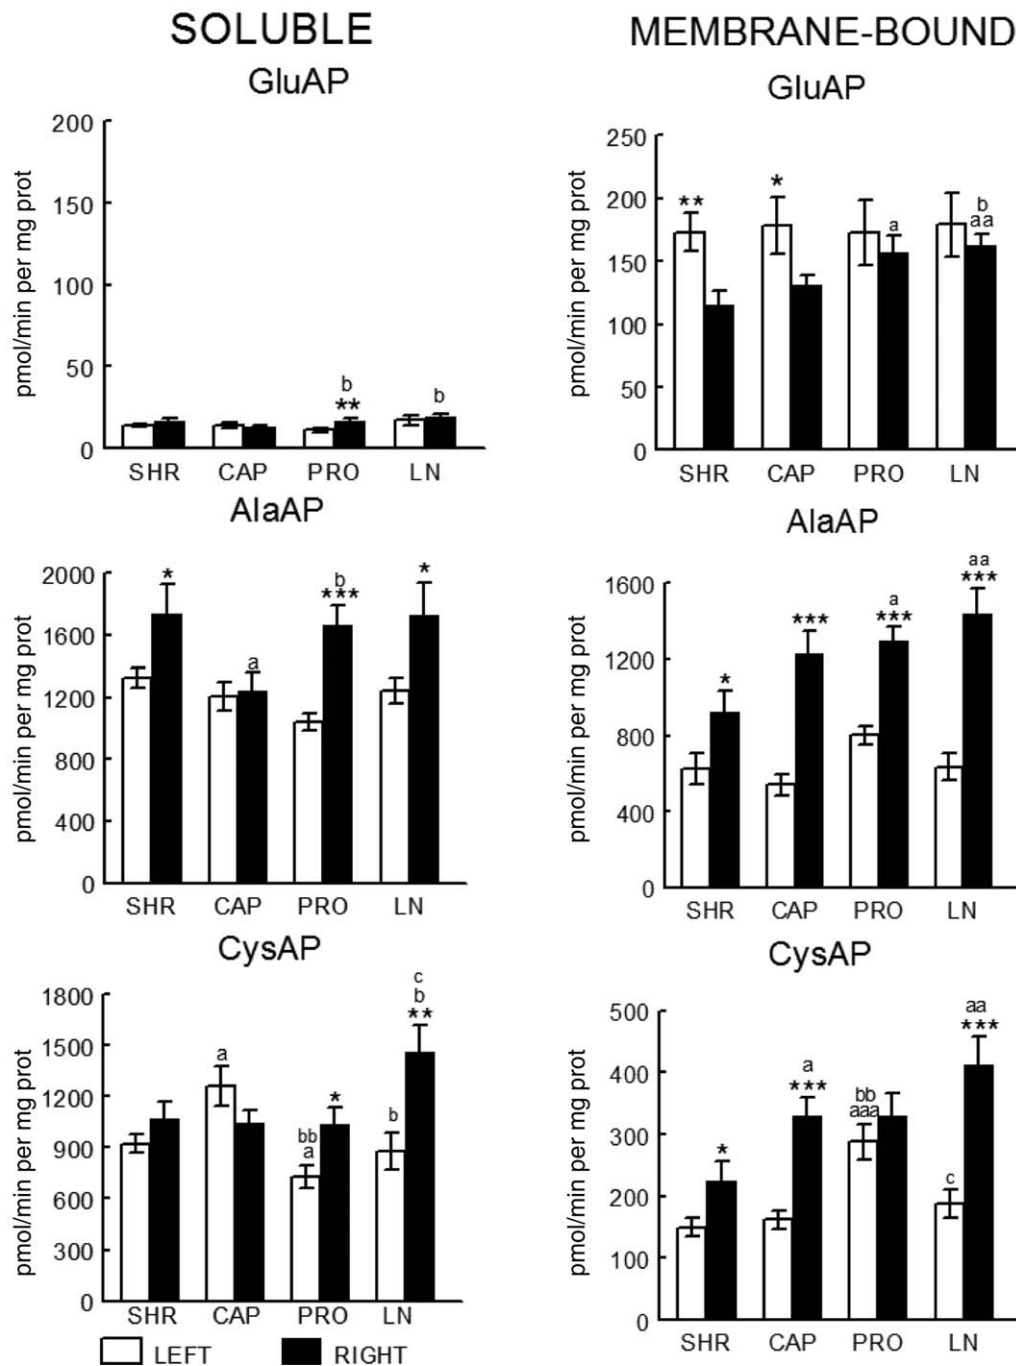 SOLUBLE
GluAP
pmol/min per mg prot
200
150
100
50
0
b
**
b
SHR CAP PRO LN
AlaAP
pmol/min per mg prot
2000
1600
1200
800
400
0
*
a
b
***
*
SHR CAP PRO LN
CysAP
pmol/min per mg prot
1800
1500
1200
900
600
300
0
a
bb
a
*
b
c
b
**
SHR CAP PRO LN
LEFT RIGHT
MEMBRANE-BOUND
GluAP
pmol/min per mg prot
250
200
150
100
50
0
**
*
a
b
aa
SHR CAP PRO LN
AlaAP
pmol/min per mg prot
1600
1200
800
400
0
*
***
a
***
aa
***
SHR CAP PRO LN
CysAP
pmol/min per mg prot
500
400
300
200
100
0
*
a
***
bb
aaa
c
aa
***
SHR CAP PRO LN